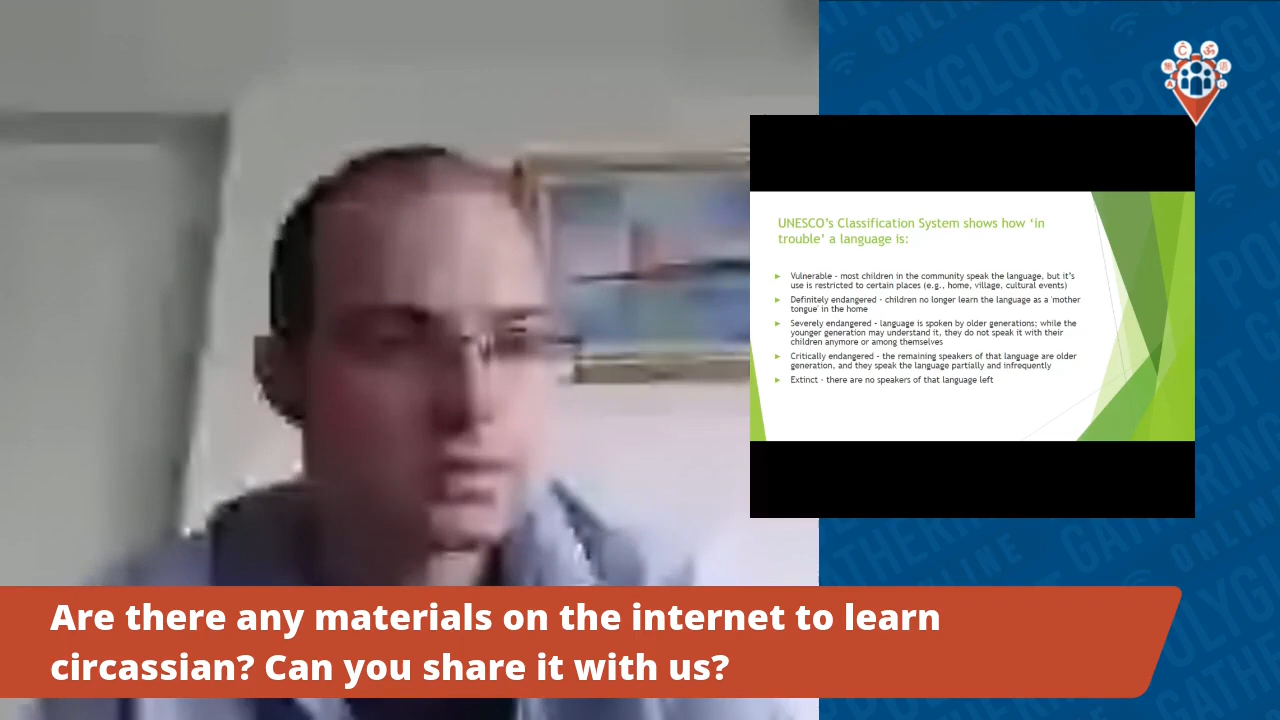 UNESCO's Classification System shows how 'in
trouble' a language is:
Vulnerable - most children in the community speak the language, but it's
use is restricted to certain places (e.g., home, village, cultural events)
Definitely endangered - children no longer learn the language as a 'mother
tongue' in the home
Severely endangered - language is spoken by older generations; while the
younger generation may understand it, they do not speak it with their
children anymore or among themselves
Critically endangered - the remaining speakers of that language are older
generation, and they speak the language partially and infrequently
Extinct - there are no speakers of that language left
Are there any materials on the internet to learn
circassian? Can you share it with us?
ONLINE
POLYGLOT
GATHERING
ONLINE
GATHERING
ONLINE